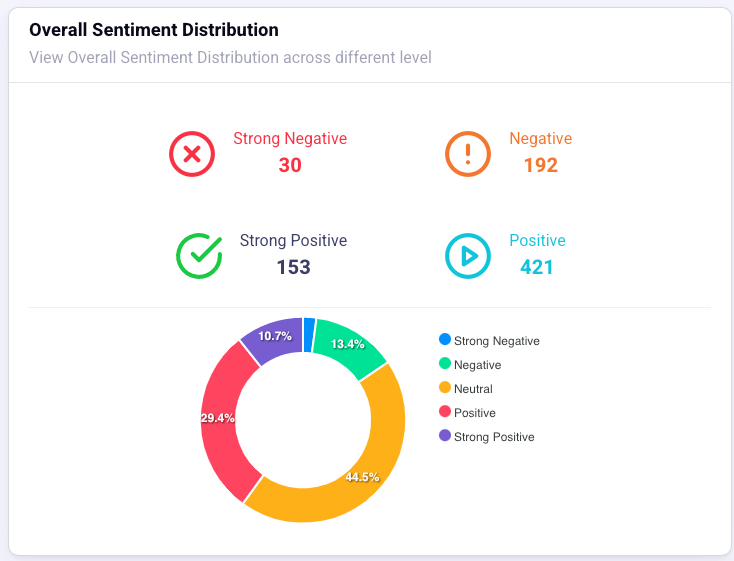 Overall Sentiment Distribution
View Overall Sentiment Distribution across different level
Strong Negative
30
Negative
192
Strong Positive
153
Positive
421
10.7%
13.4%
29.4%
44.5%
Strong Negative
Negative
Neutral
Positive
Strong Positive